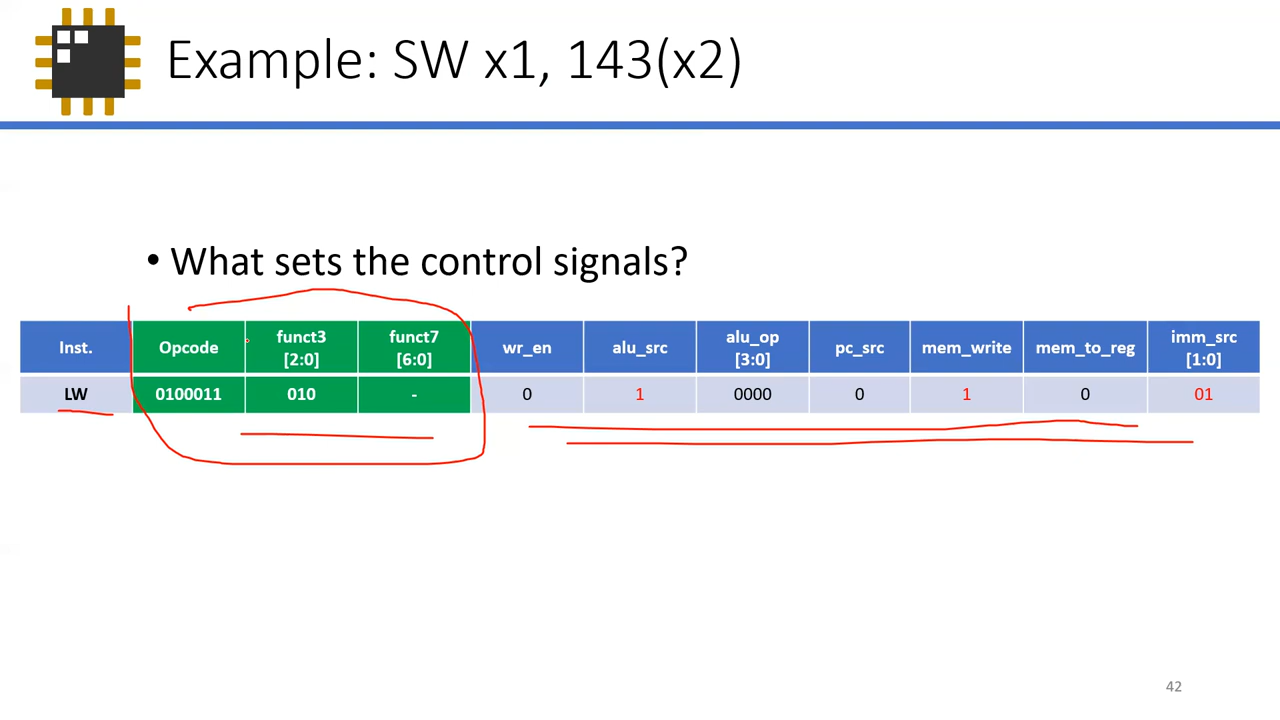 Example: SW x1, 143(x2)
• What sets the control signals?
Inst. Opcode funct3 [2:0] funct7 [6:0] wr_en alu_src alu_op [3:0] pc_src mem_write mem_to_reg imm_src [1:0]
LW 0100011 010 - 0 1 0000 0 1 0 01
42